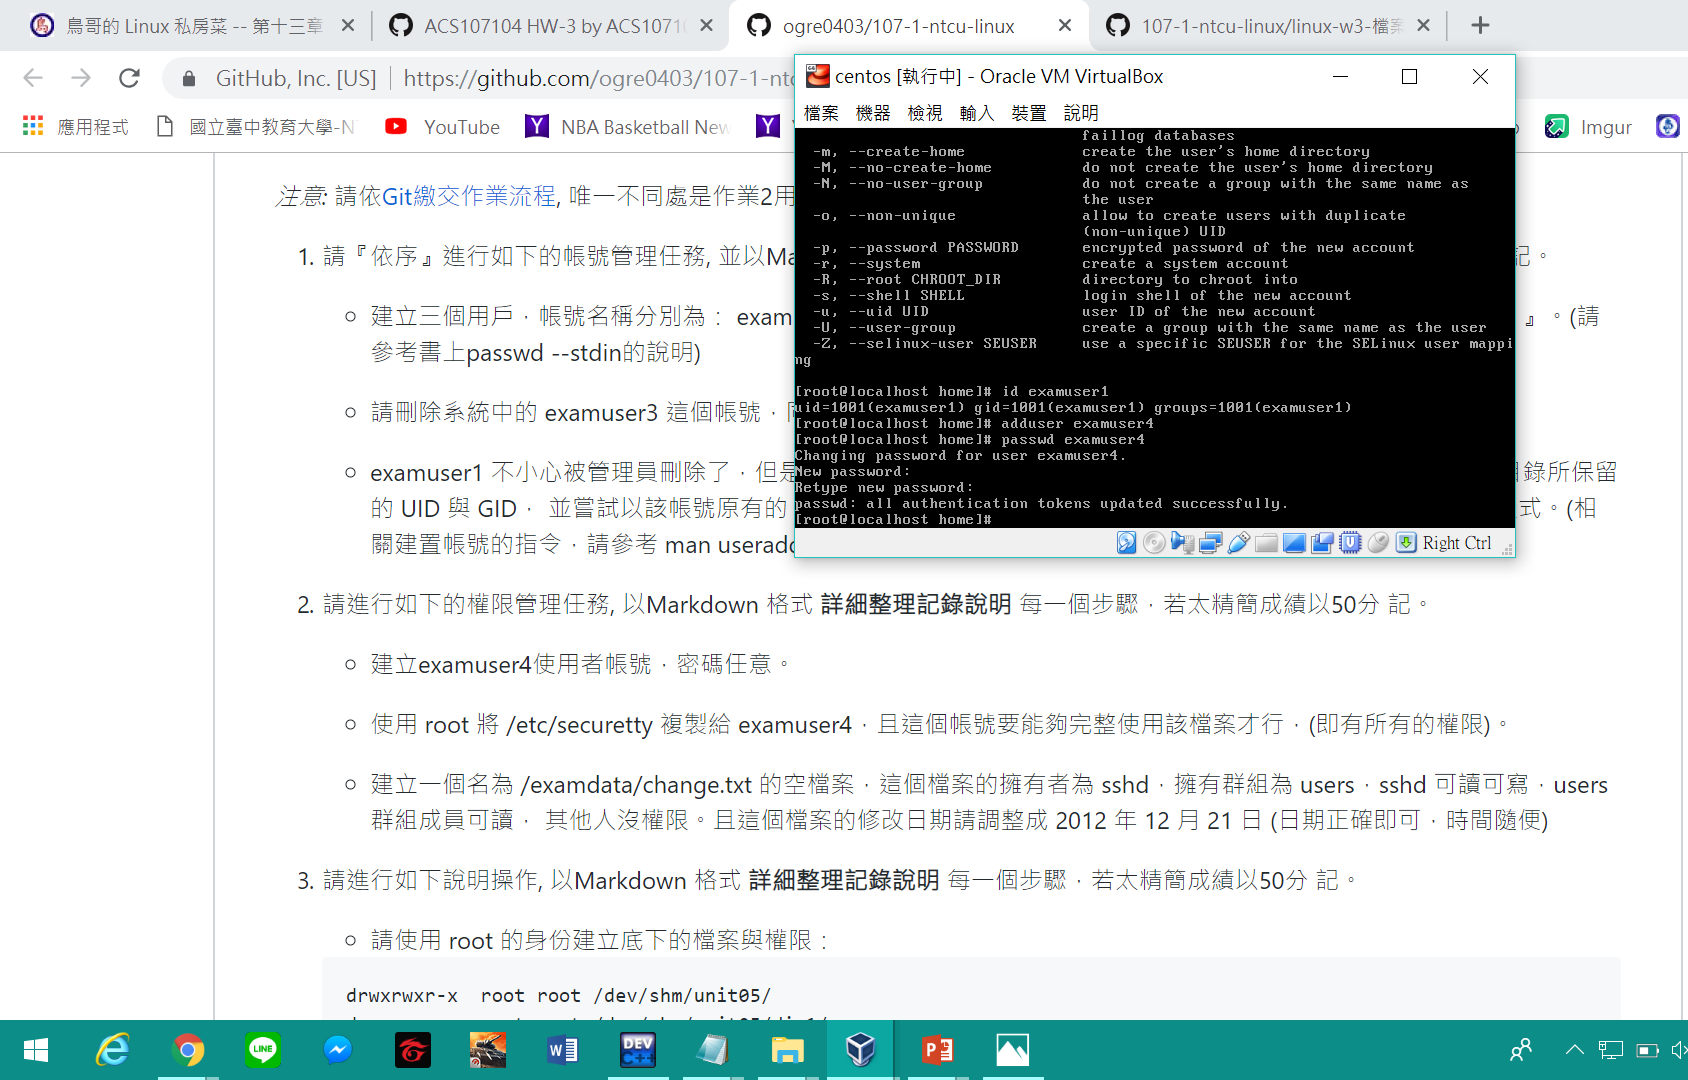 鳥哥的 Linux 私房菜 -- 第十三章
ACS107104 HW-3 by ACS1071
ogre0403/107-1-ntcu-linux
107-1-ntcu-linux/linux-w3-檔案
GitHub, Inc. [US]
https://github.com/ogre0403/107-1-nt
應用程式
國立臺中教育大學-N
YouTube
NBA Basketball New
Imgur
centos [執行中] - Oracle VM VirtualBox
檔案 機器 檢視 輸入 裝置 說明
faillog databases
-m, --create-home create the user's home directory
-M, --no-create-home do not create the user's home directory
-N, --no-user-group do not create a group with the same name as
the user
-o, --non-unique allow to create users with duplicate
(non-unique) UID
-p, --password PASSWORD encrypted password of the new account
-r, --system create a system account
-R, --root CHROOT_DIR directory to chroot into
-s, --shell SHELL login shell of the new account
-u, --uid UID user ID of the new account
-U, --user-group create a group with the same name as the user
-Z, --selinux-user SEUSER use a specific SEUSER for the SELinux user mappi
ng
[root@localhost home]# id examuser1
uid=1001(examuser1) gid=1001(examuser1) groups=1001(examuser1)
[root@localhost home]# adduser examuser4
[root@localhost home]# passwd examuser4
Changing password for user examuser4.
New password:
Retype new password:
passwd: all authentication tokens updated successfully.
[root@localhost home]#
Right Ctrl
注意: 請依Git繳交作業流程, 唯一不同處是作業2用
1. 請『依序』進行如下的帳號管理任務, 並以Ma 記。
建立三個用戶，帳號名稱分別為： exam 』。(請
參考書上passwd --stdin的說明)
請刪除系統中的 examuser3 這個帳號，
examuser1 不小心被管理員刪除了，但是 目錄所保留
的 UID 與 GID， 並嘗試以該帳號原有的 式。(相
關建置帳號的指令，請參考 man useradd
2. 請進行如下的權限管理任務, 以Markdown 格式 詳細整理記錄說明 每一個步驟，若太精簡成績以50分 記。
建立examuser4使用者帳號，密碼任意。
使用 root 將 /etc/securetty 複製給 examuser4，且這個帳號要能夠完整使用該檔案才行，(即有所有的權限)。
建立一個名為 /examdata/change.txt 的空檔案，這個檔案的擁有者為 sshd，擁有群組為 users，sshd 可讀可寫，users
群組成員可讀， 其他人沒權限。且這個檔案的修改日期請調整成 2012 年 12 月 21 日 (日期正確即可，時間隨便)
3. 請進行如下說明操作, 以Markdown 格式 詳細整理記錄說明 每一個步驟，若太精簡成績以50分 記。
請使用 root 的身份建立底下的檔案與權限：
drwxrwxr-x root root /dev/shm/unit05/
LINE
DEV
C++